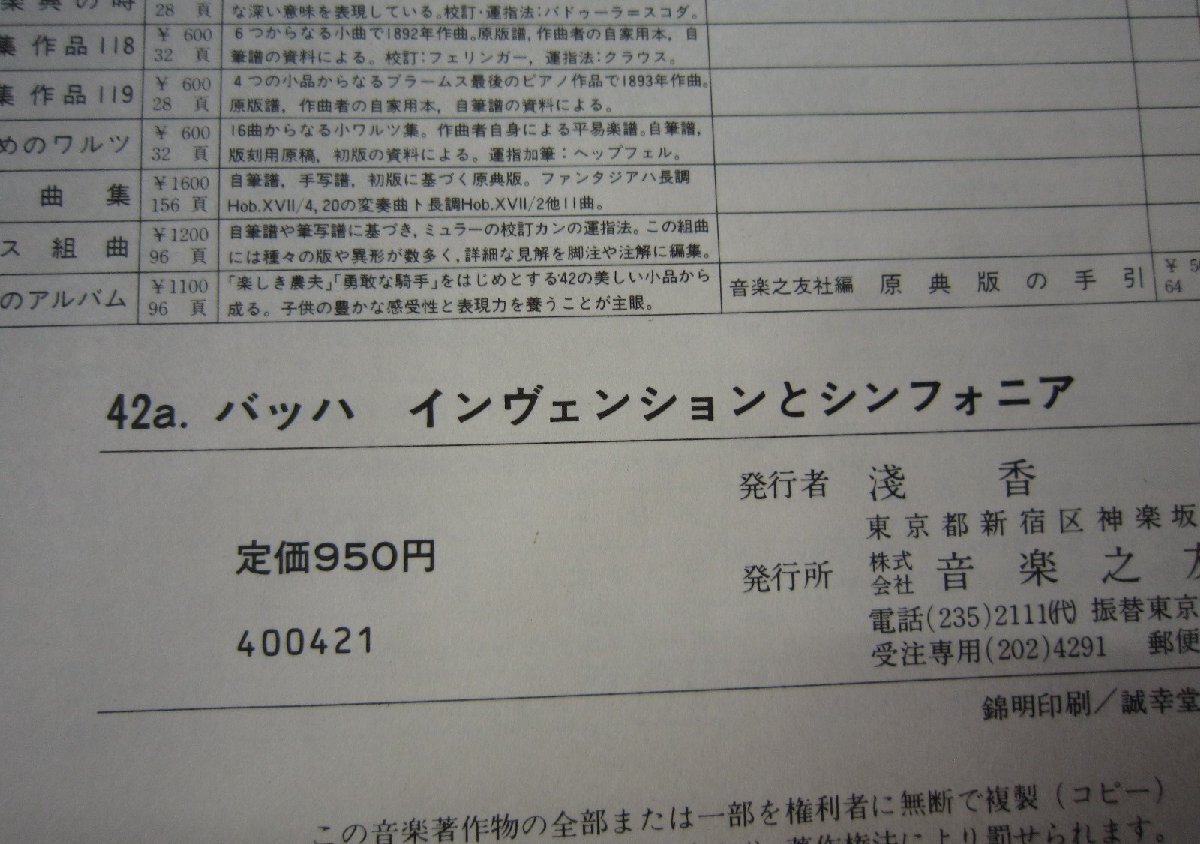 楽興の時
28 頁
な深い意味を表現している。校訂・運指法：バドゥーラ＝スコダ。
集 作品118
¥ 600
32 頁
6つからなる小曲で1892年作曲。原版譜，作曲者の自家用本，自
筆譜の資料による。校訂：フェリンガー，運指法：クラウス。
集 作品119
¥ 600
28 頁
4つの小品からなるブラームス最後のピアノ作品で1893年作曲。
原版譜，作曲者の自家用本，自筆譜の資料による。
めのワルツ
¥ 600
32 頁
16曲からなる小ワルツ集。作曲者自身による平易楽譜。自筆譜，
版刻用原稿，初版の資料による。運指加筆：ヘップフェル。
曲 集
¥1600
156 頁
自筆譜，手写譜，初版に基づく原典版。ファンタジアハ長調
Hob.XVII/4, 20の変奏曲ト長調Hob.XVII/2他11曲。
ス 組曲
¥1200
96 頁
自筆譜や筆写譜に基づき，ミュラーの校訂カンの運指法。この組曲
には種々の版や異形が数多く，詳細な見解を脚注や注解に編集。
のアルバム
¥1100
96 頁
「楽しき農夫」「勇敢な騎手」をはじめとする42の美しい小品から
成る。子供の豊かな感受性と表現力を養うことが主眼。
音楽之友社編 原典版の手引
¥
64
42a. バッハ インヴェンションとシンフォニア
定価950円
400421
発行者 淺 香
東京都新宿区神楽坂
発行所 株式会社 音楽之友
電話(235)2111(代) 振替東京
受注専用(202)4291 郵便
錦明印刷／誠幸堂
この音楽著作物の全部または一部を権利者に無断で複製（コピー）
著作権法により罰せられます。